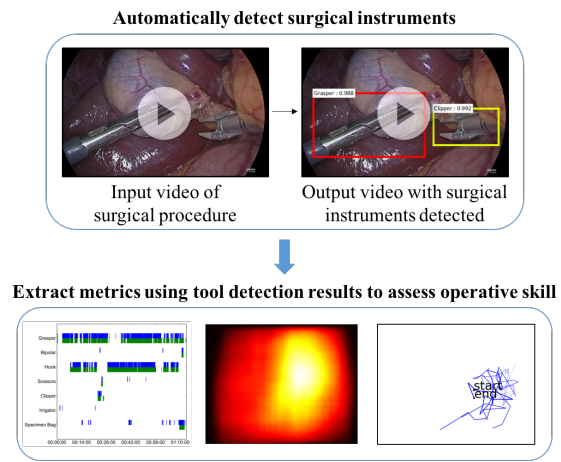 Automatically detect surgical instruments
Grasper : 0.988
Clipper : 0.992
Input video of
surgical procedure
Output video with surgical
instruments detected
Extract metrics using tool detection results to assess operative skill
Grasper
Bipolar
Hook
Scissors
Clipper
Irrigator
Specimen Bag
00:00:00 00:14:00 00:28:00 00:42:00 00:56:00 01:10:00
start
end